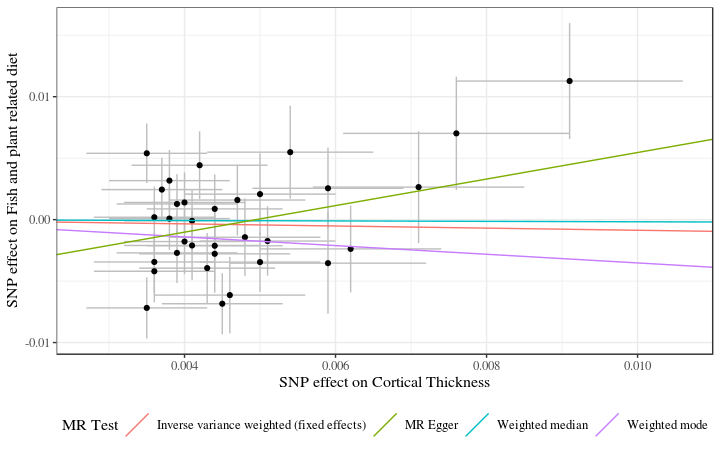 SNP effect on Fish and plant related diet
0.01
0.00
-0.01
0.004 0.006 0.008 0.010
SNP effect on Cortical Thickness
MR Test Inverse variance weighted (fixed effects) MR Egger Weighted median Weighted mode